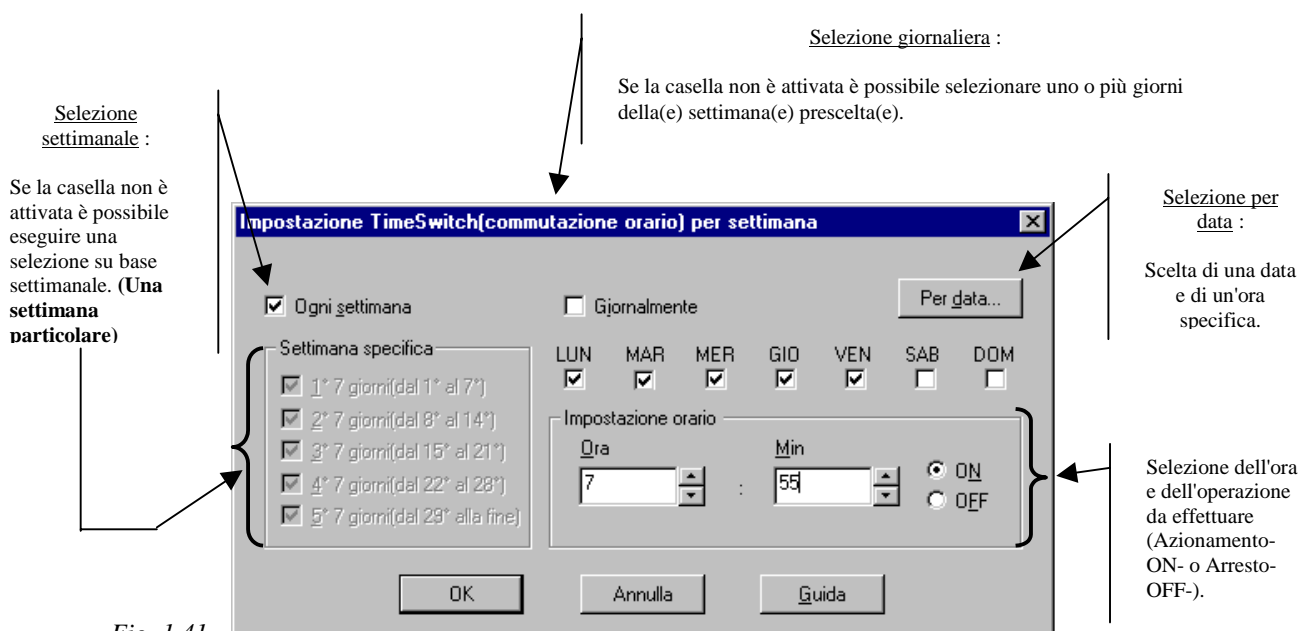 Selezione giornaliera :
Se la casella non è attivata è possibile selezionare uno o più giorni
della(e) settimana(e) prescelta(e).
Selezione
settimanale :
Se la casella non è
attivata è possibile
eseguire una
selezione su base
settimanale. (Una
settimana
particolare)
Selezione per
data :
Scelta di una data
e di un'ora
specifica.
Impostazione TimeSwitch(commutazione orario) per settimana
Ogni settimana
Giornalmente
Per data...
Settimana specifica
1° 7 giorni(dal 1° al 7°)
2° 7 giorni(dal 8° al 14°)
3° 7 giorni(dal 15° al 21°)
4° 7 giorni(dal 22° al 28°)
5° 7 giorni(dal 29° alla fine)
LUN MAR MER GIO VEN SAB DOM
Impostazione orario
Ora Min
7 : 55
ON
OFF
Selezione dell'ora
e dell'operazione
da effettuare
(Azionamento-
ON- o Arresto-
OFF-).
OK Annulla Guida
Fig. 1.41